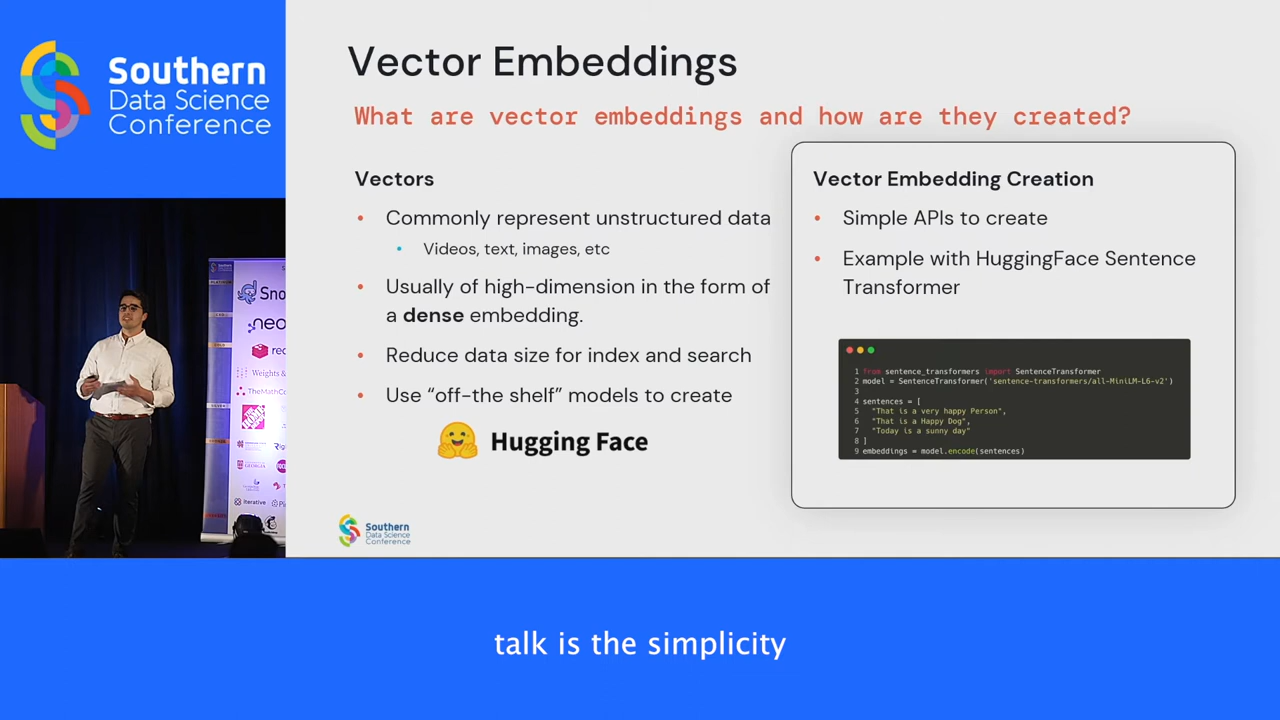 Southern
Data Science
Conference
Vector Embeddings
What are vector embeddings and how are they created?
Vectors
• Commonly represent unstructured data
• Videos, text, images, etc
• Usually of high-dimension in the form of
a dense embedding.
• Reduce data size for index and search
• Use “off-the shelf” models to create
Hugging Face
Vector Embedding Creation
• Simple APIs to create
• Example with HuggingFace Sentence
Transformer
1 from sentence_transformers import SentenceTransformer
2 model = SentenceTransformer('sentence-transformers/all-MiniLM-L6-v2')
3
4 sentences = [
5 "That is a very happy Person",
6 "That is a Happy Dog",
7 "Today is a sunny day"
8 ]
9 embeddings = model.encode(sentences)
Southern
Data Science
Conference
Weights &
iterative
talk is the simplicity